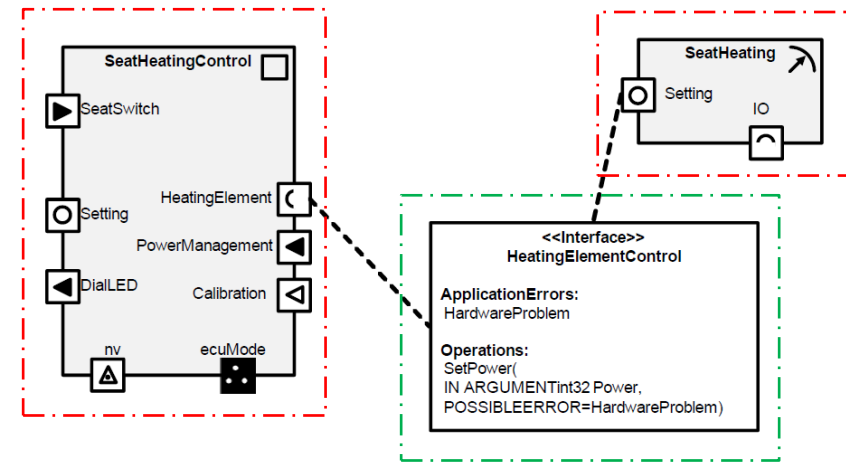 SeatHeatingControl
SeatSwitch
HeatingElement
Setting
PowerManagement
DialLED
Calibration
nv
ecuMode
SeatHeating
Setting
IO
<<Interface>>
HeatingElementControl
ApplicationErrors:
HardwareProblem
Operations:
SetPower(
IN ARGUMENTint32 Power,
POSSIBLEERROR=HardwareProblem)